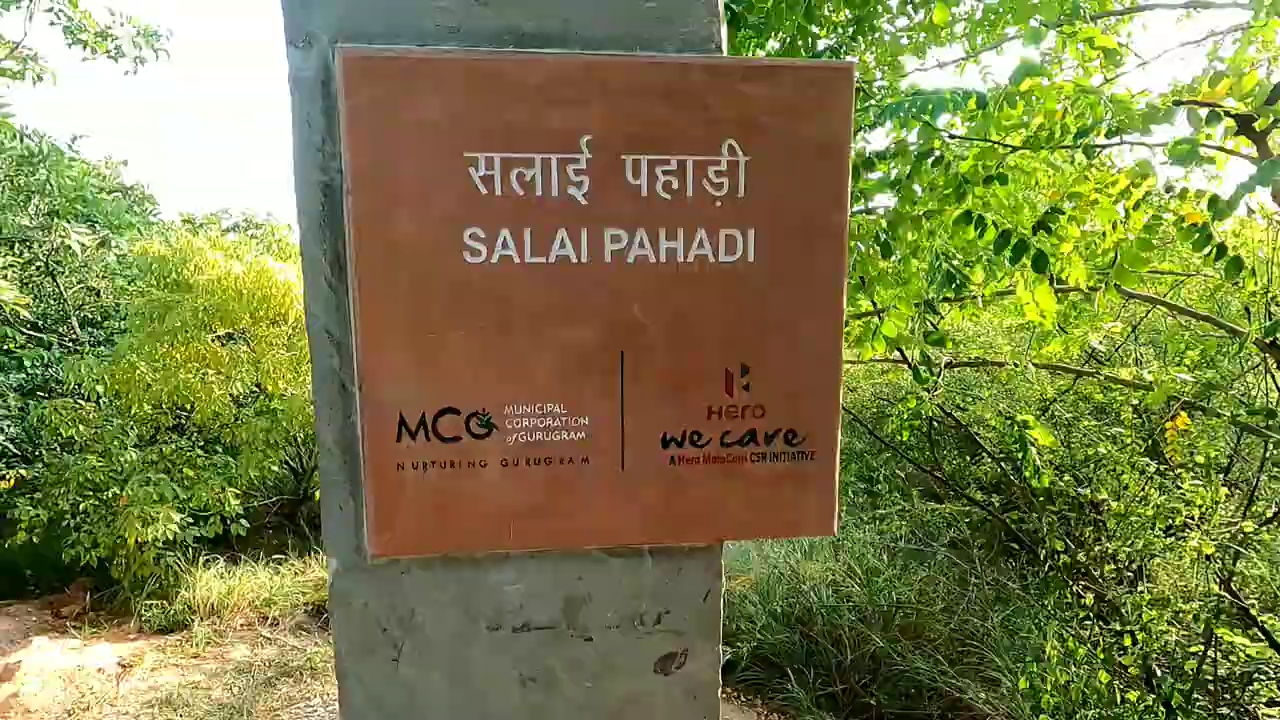 सलाई पहाड़ी
SALAI PAHADI
MCG
MUNICIPAL
CORPORATION
of GURUGRAM
NURTURING GURUGRAM
Hero
we care
A Hero MotoCorp CSR INITIATIVE